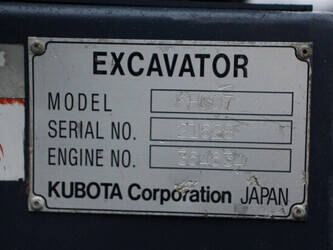 EXCAVATOR
MODEL
SERIAL NO.
ENGINE NO.
KUBOTA Corporation JAPAN